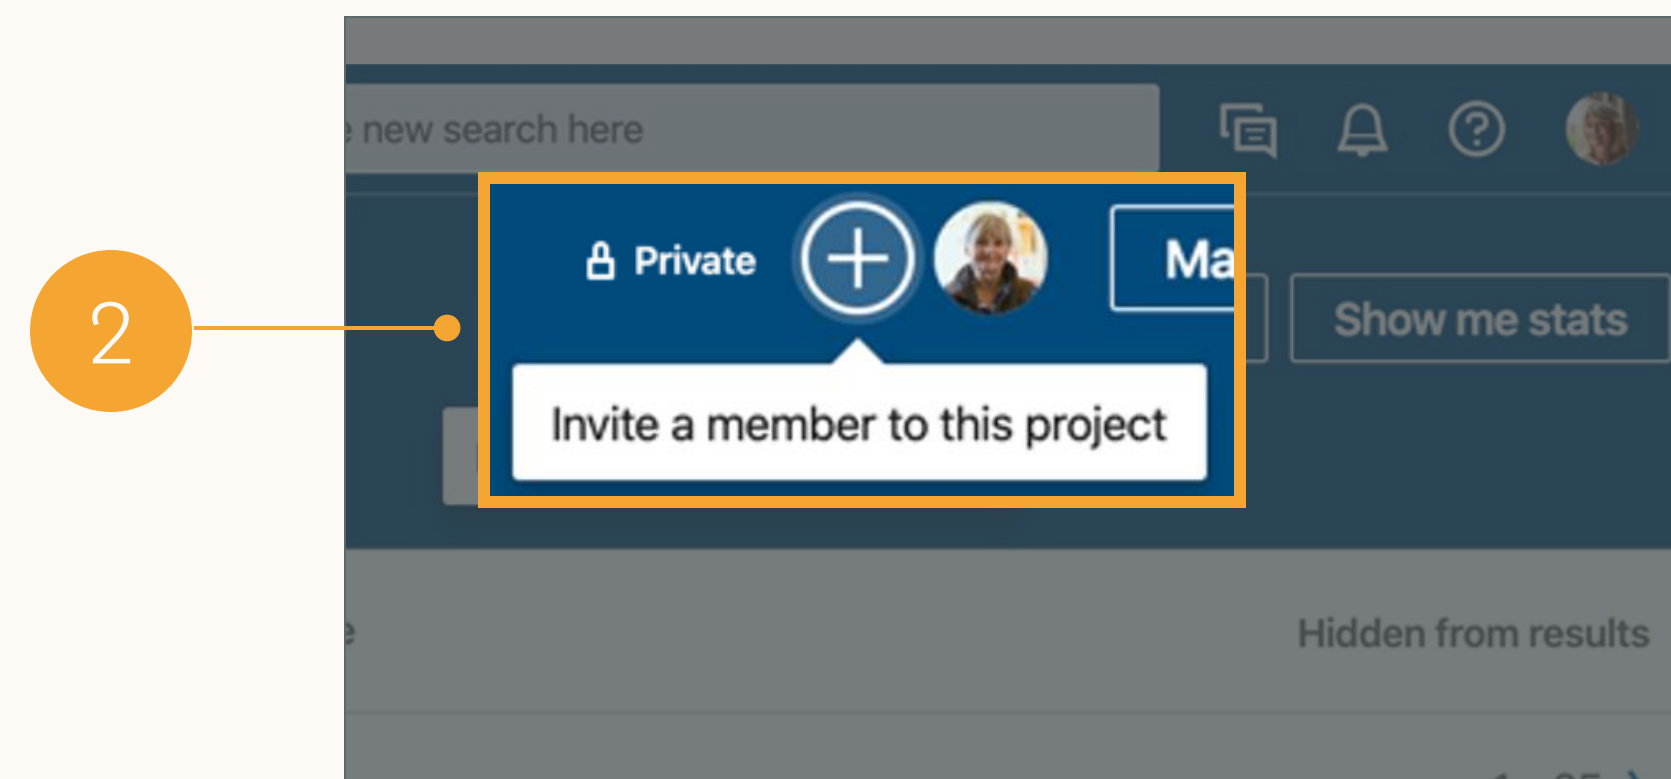 new search here
Private
Ma
Show me stats
2
Invite a member to this project
Hidden from results